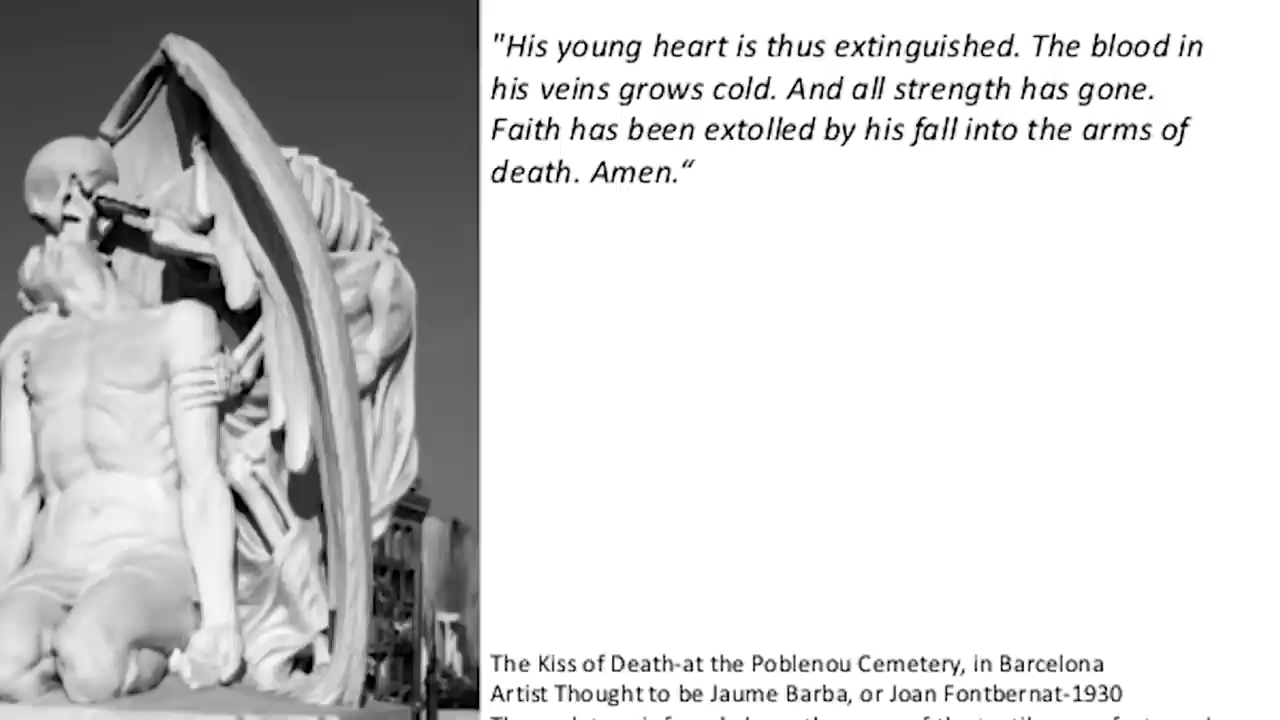 "His young heart is thus extinguished. The blood in
his veins grows cold. And all strength has gone.
Faith has been extolled by his fall into the arms of
death. Amen.“
The Kiss of Death-at the Poblenou Cemetery, in Barcelona
Artist Thought to be Jaume Barba, or Joan Fontbernat-1930